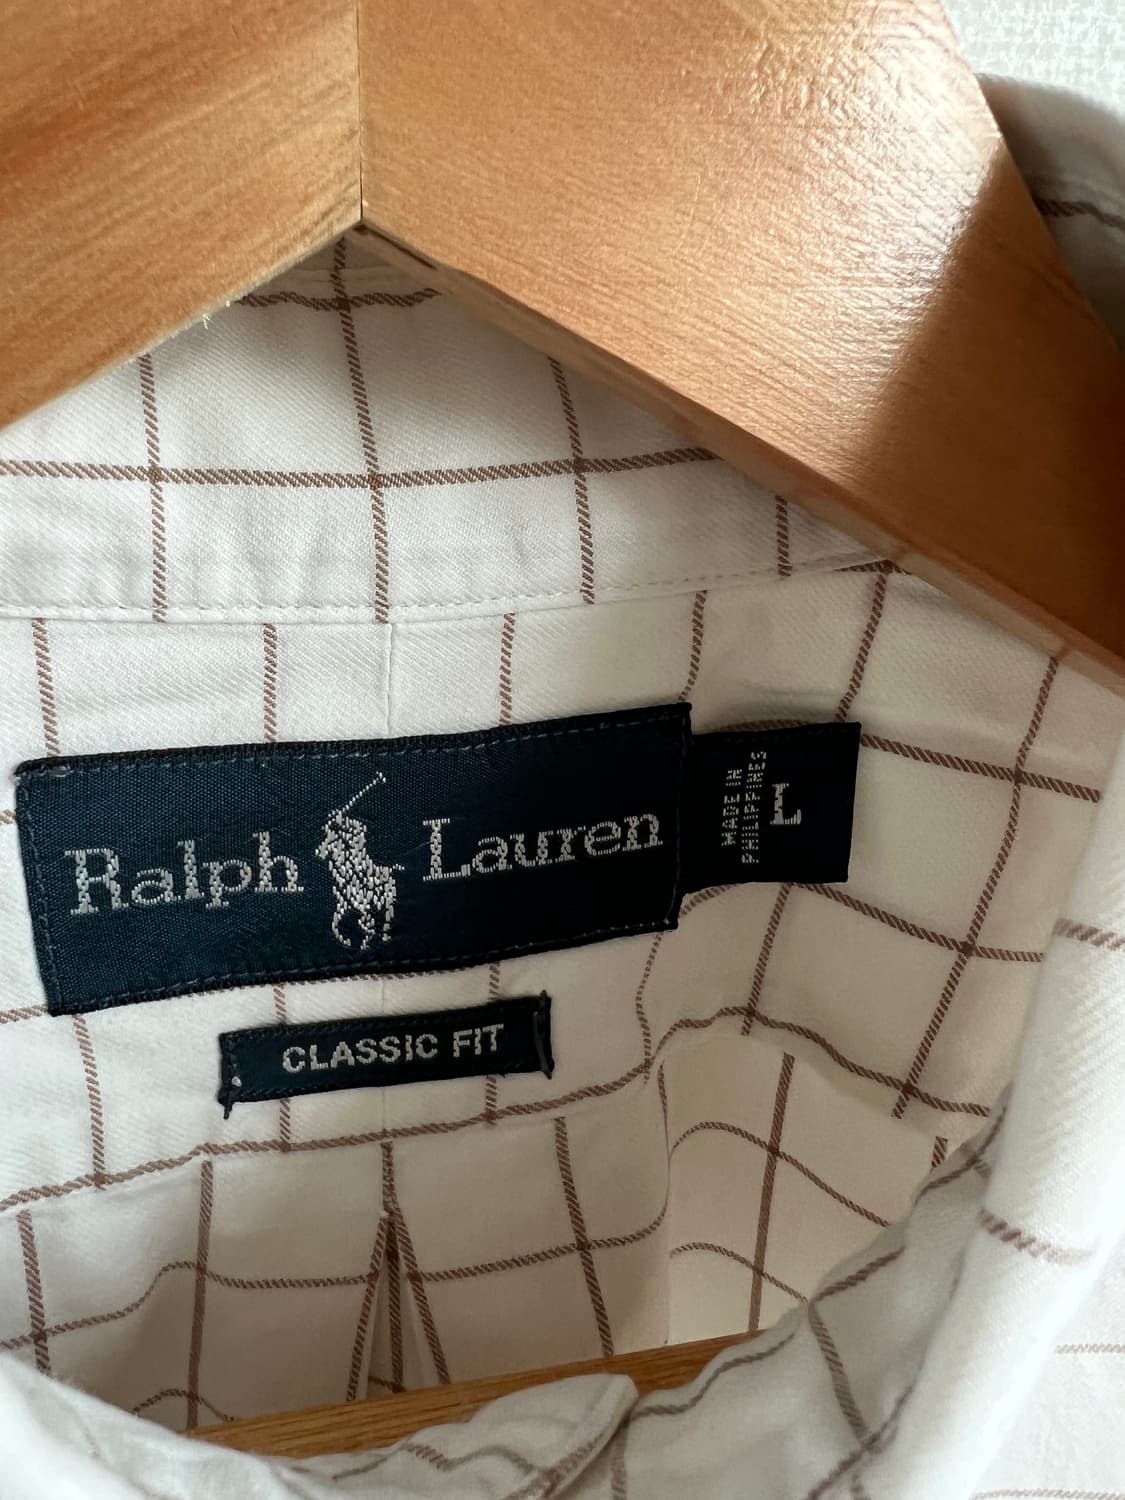 Ralph Lauren
MADE IN
PHILIPPINES
L
CLASSIC FIT